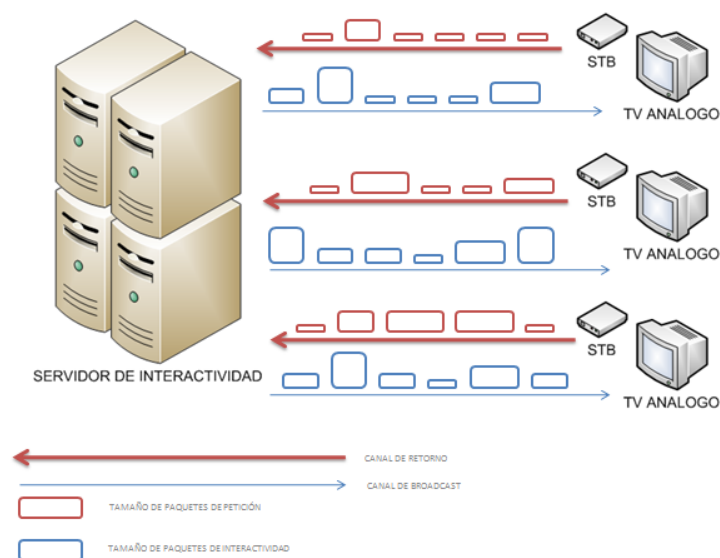 STB
TV ANALOGO
STB
TV ANALOGO
STB
TV ANALOGO
SERVIDOR DE INTERACTIVIDAD
CANAL DE RETORNO
CANAL DE BROADCAST
TAMAÑO DE PAQUETES DE PETICIÓN
TAMAÑO DE PAQUETES DE INTERACTIVIDAD